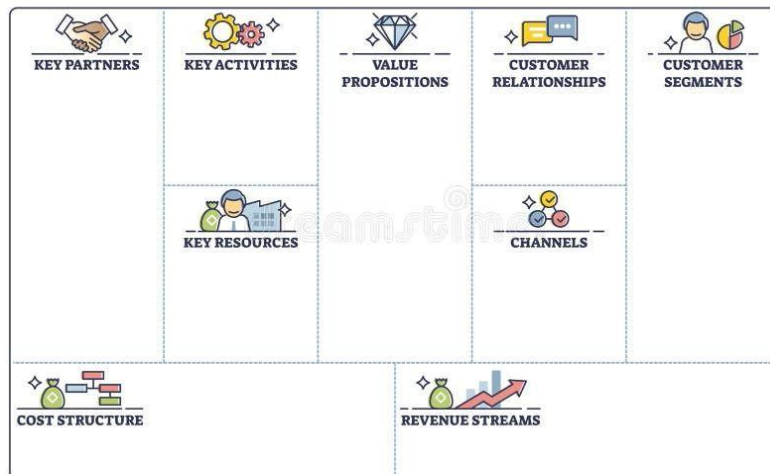 KEY PARTNERS
KEY ACTIVITIES
VALUE
PROPOSITIONS
CUSTOMER
RELATIONSHIPS
CUSTOMER
SEGMENTS
KEY RESOURCES
CHANNELS
COST STRUCTURE
REVENUE STREAMS